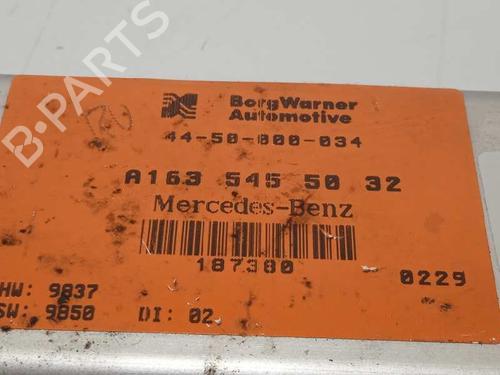 BorgWarner
Automotive
44-50-000-034
A163 545 50 32
Mercedes-Benz
187380
0229
HW: 9837
SW: 9850 DI: 02
B-PARTS